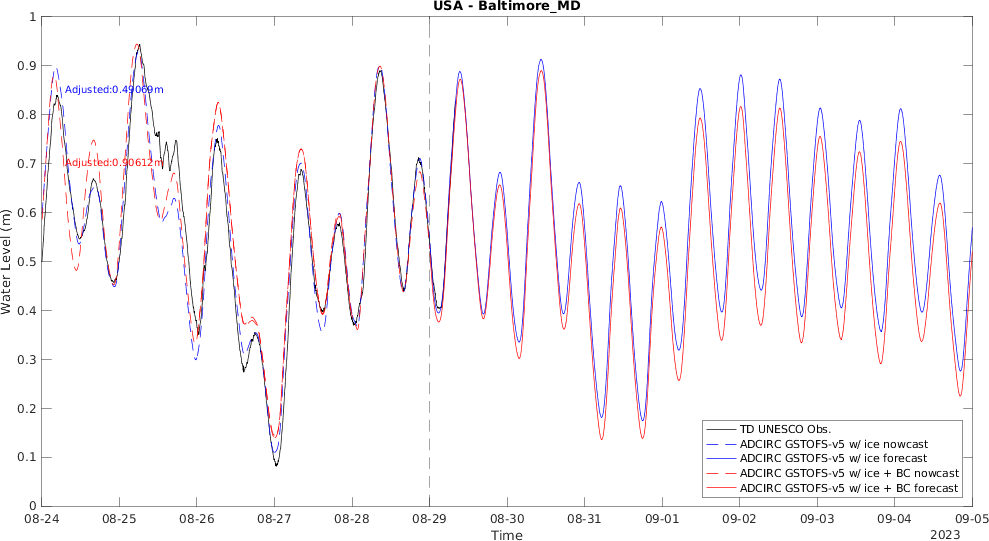 USA - Baltimore_MD
Water Level (m)
1
0.9
0.8
0.7
0.6
0.5
0.4
0.3
0.2
0.1
0
Adjusted:0.49069m
Adjusted:0.90612m
TD UNESCO Obs.
ADCIRC GSTOFS-v5 w/ ice nowcast
ADCIRC GSTOFS-v5 w/ ice forecast
ADCIRC GSTOFS-v5 w/ ice + BC nowcast
ADCIRC GSTOFS-v5 w/ ice + BC forecast
08-24 08-25 08-26 08-27 08-28 08-29 08-30 08-31 09-01 09-02 09-03 09-04 09-05
Time
2023